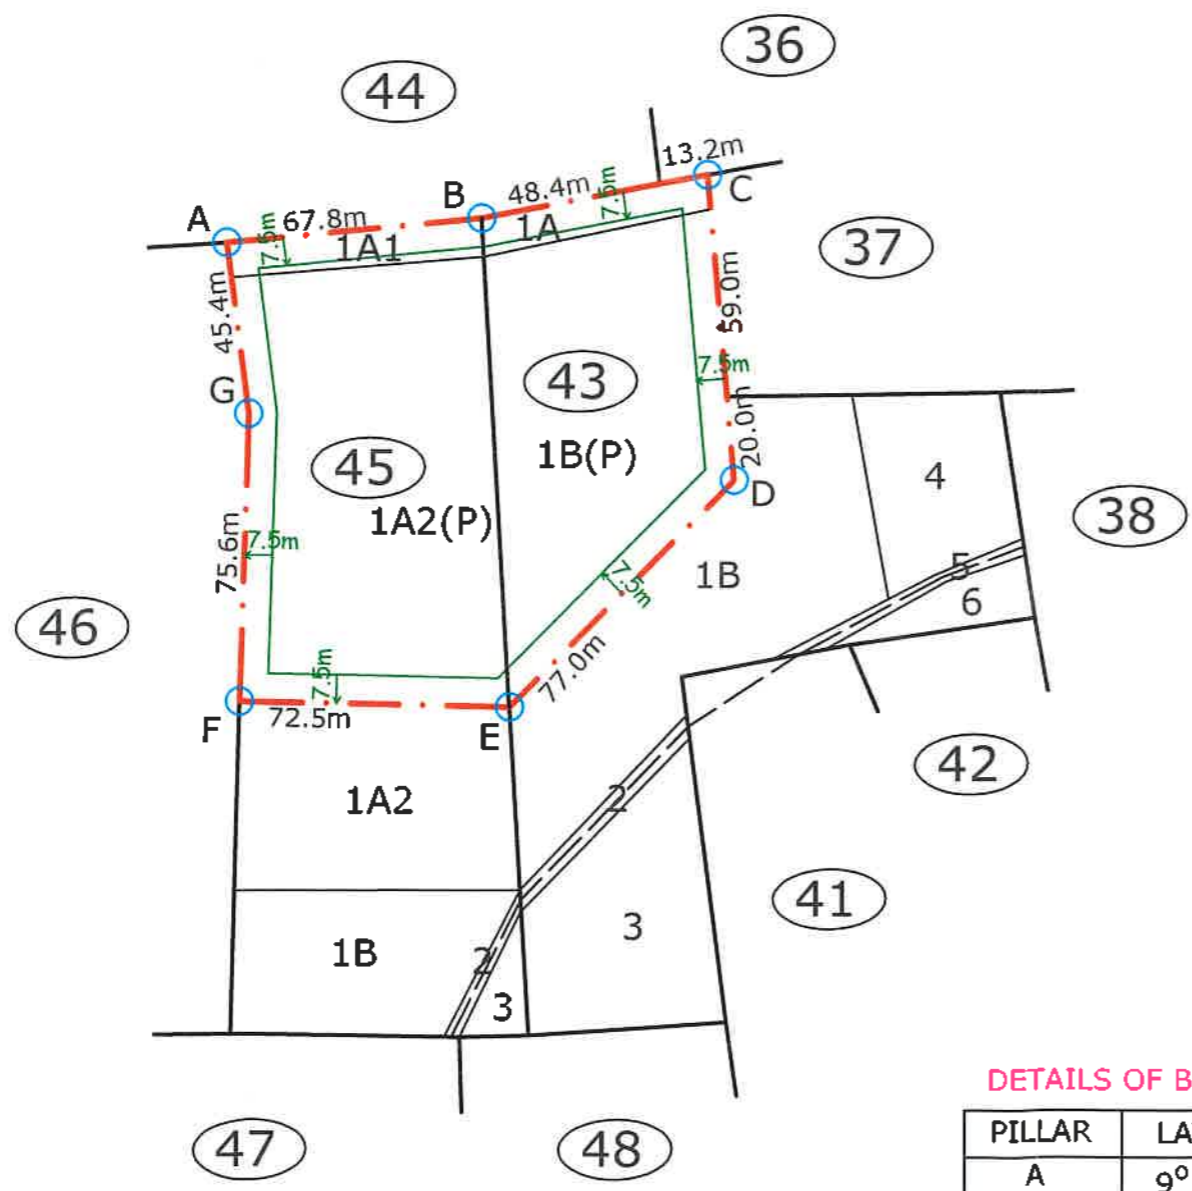 36
44
13.2m
C
B
48.4m
7.5m
A
67.8m
1A
7.5m
1A1
37
59.0m
45.4m
7.5m
43
G
20.0m
1B(P)
45
4
D
1A2(P)
38
7.5m
75.6m
5
1B
7.5m
6
46
77.0m
7.5m
72.5m
F
E
42
1A2
2
41
3
1B
2
3
DETAILS OF B
PILLAR LA
A 9°
47
48